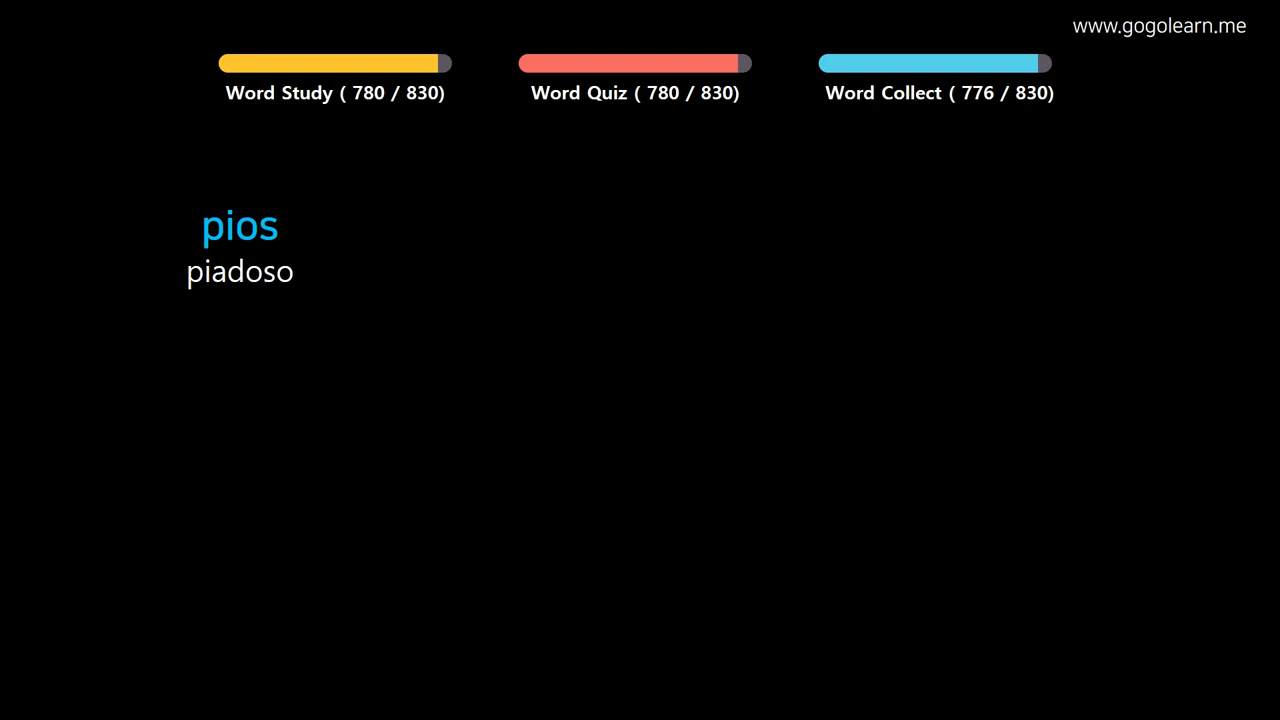 www.gogolearn.me
Word Study ( 780 / 830)
Word Quiz ( 780 / 830)
Word Collect ( 776 / 830)
pios
piadoso